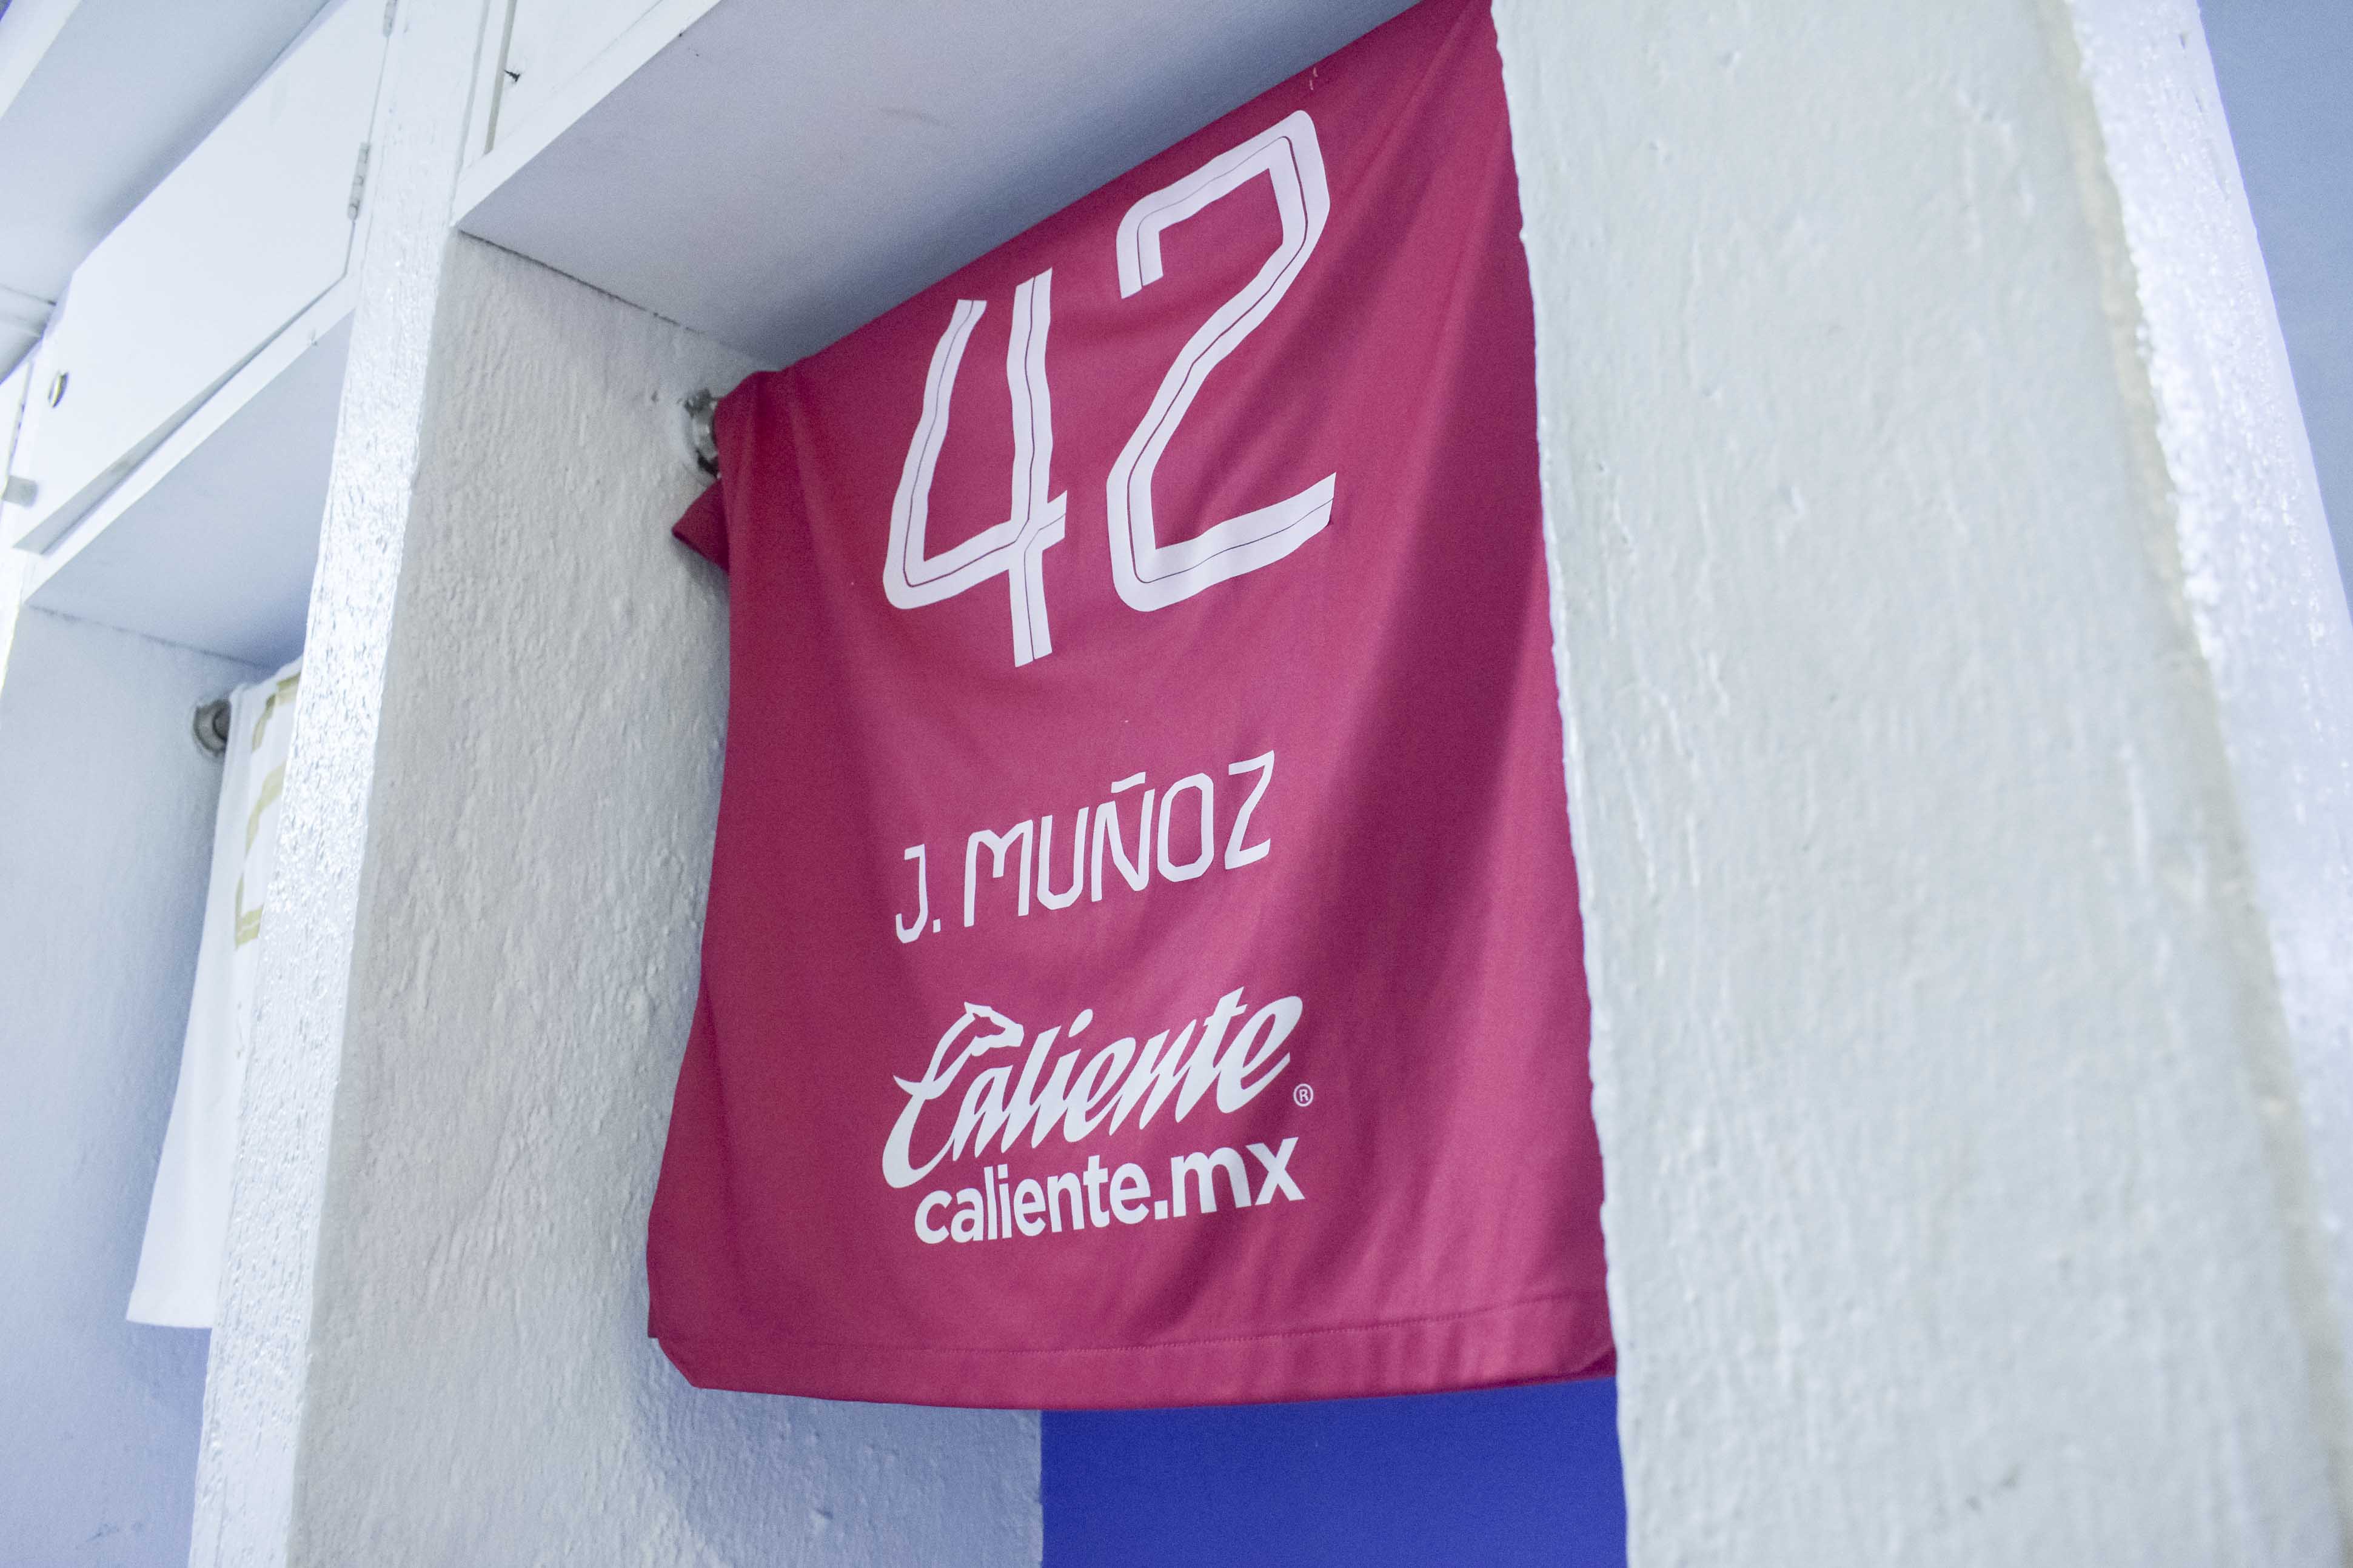 42
J. MUÑOZ
Caliente ®
caliente.mx